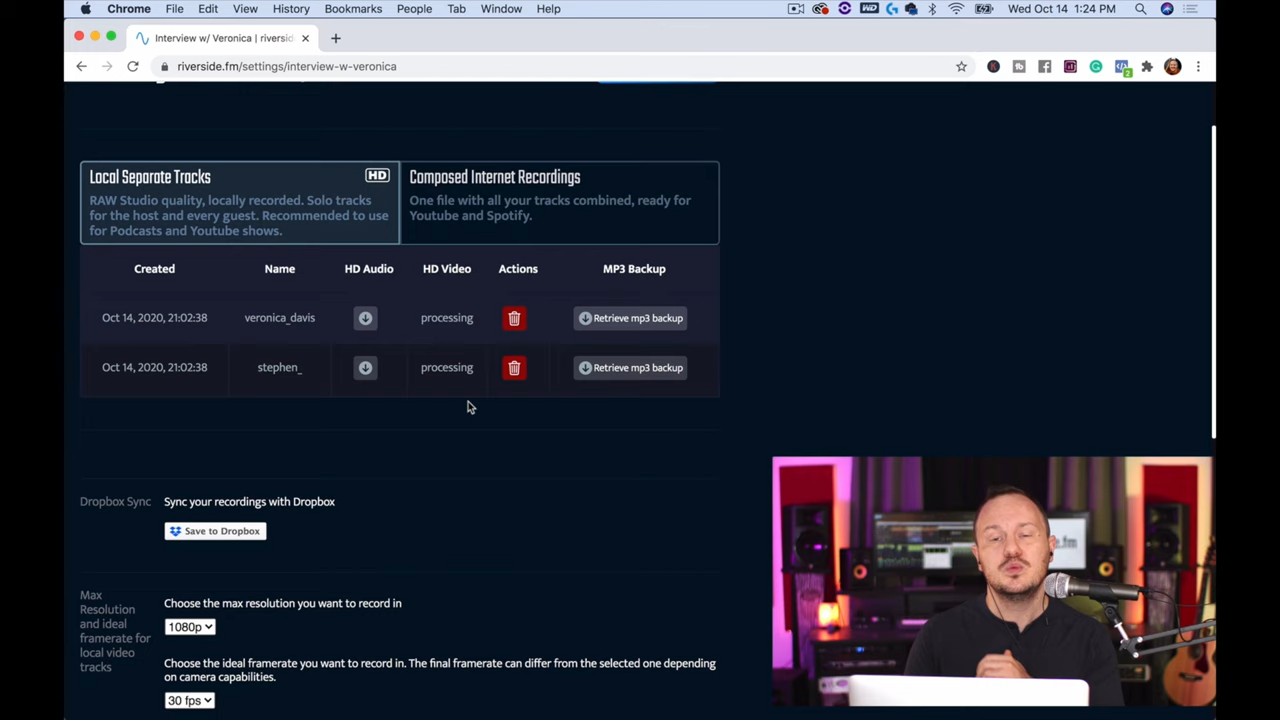 Chrome File Edit View History Bookmarks People Tab Window Help
WD
Wed Oct 14 1:24 PM
Interview w/ Veronica | riversid
riverside.fm/settings/interview-w-veronica
2
Local Separate Tracks
HD
RAW Studio quality, locally recorded. Solo tracks
for the host and every guest. Recommended to use
for Podcasts and Youtube shows.
Composed Internet Recordings
One file with all your tracks combined, ready for
Youtube and Spotify.
Created Name HD Audio HD Video Actions MP3 Backup
Oct 14, 2020, 21:02:38 veronica_davis processing Retrieve mp3 backup
Oct 14, 2020, 21:02:38 stephen_ processing Retrieve mp3 backup
Dropbox Sync
Sync your recordings with Dropbox
Save to Dropbox
Max
Resolution
and ideal
framerate for
local video
tracks
Choose the max resolution you want to record in
1080p
Choose the ideal framerate you want to record in. The final framerate can differ from the selected one depending
on camera capabilities.
30 fps